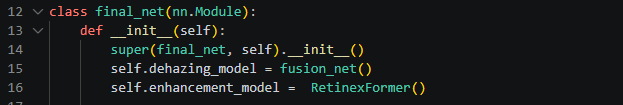 12 class final_net(nn.Module):
13 def __init__(self):
14 super(final_net, self).__init__()
15 self.dehazing_model = fusion_net()
16 self.enhancement_model =  RetinexFormer()